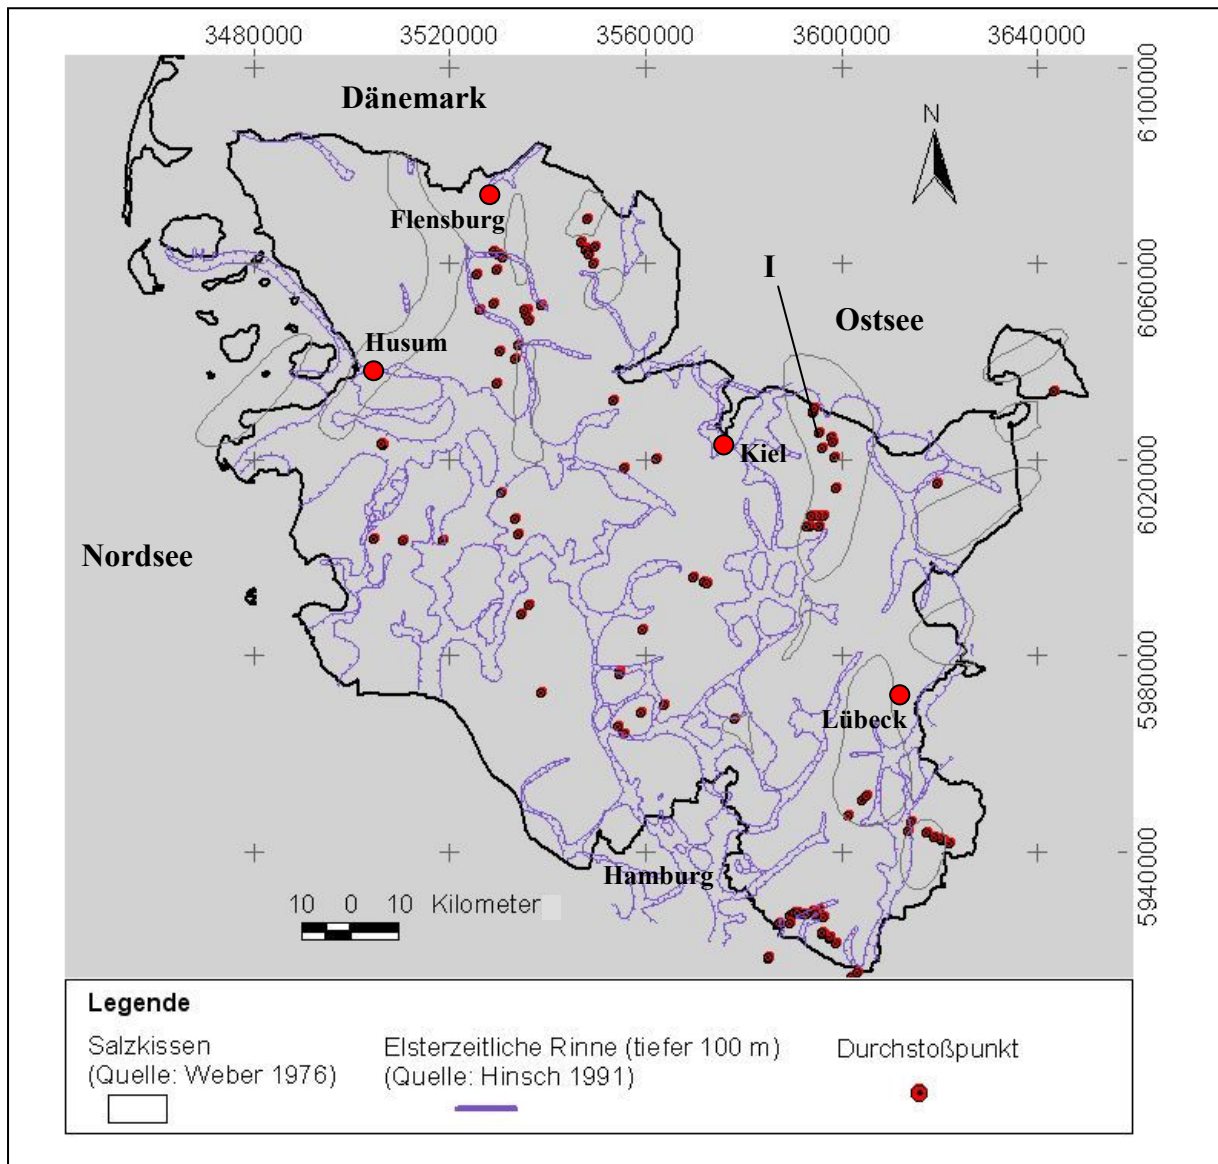 3480000 3520000 3560000 3600000 3640000
6100000
Dänemark
N
Flensburg
6060000
I
Ostsee
Husum
Kiel
6020000
Nordsee
5980000
Lübeck
Hamburg
5940000
10 0 10 Kilometer
Legende
Salzkissen
(Quelle: Weber 1976)
Elsterzeitliche Rinne (tiefer 100 m)
(Quelle: Hinsch 1991)
Durchstoßpunkt